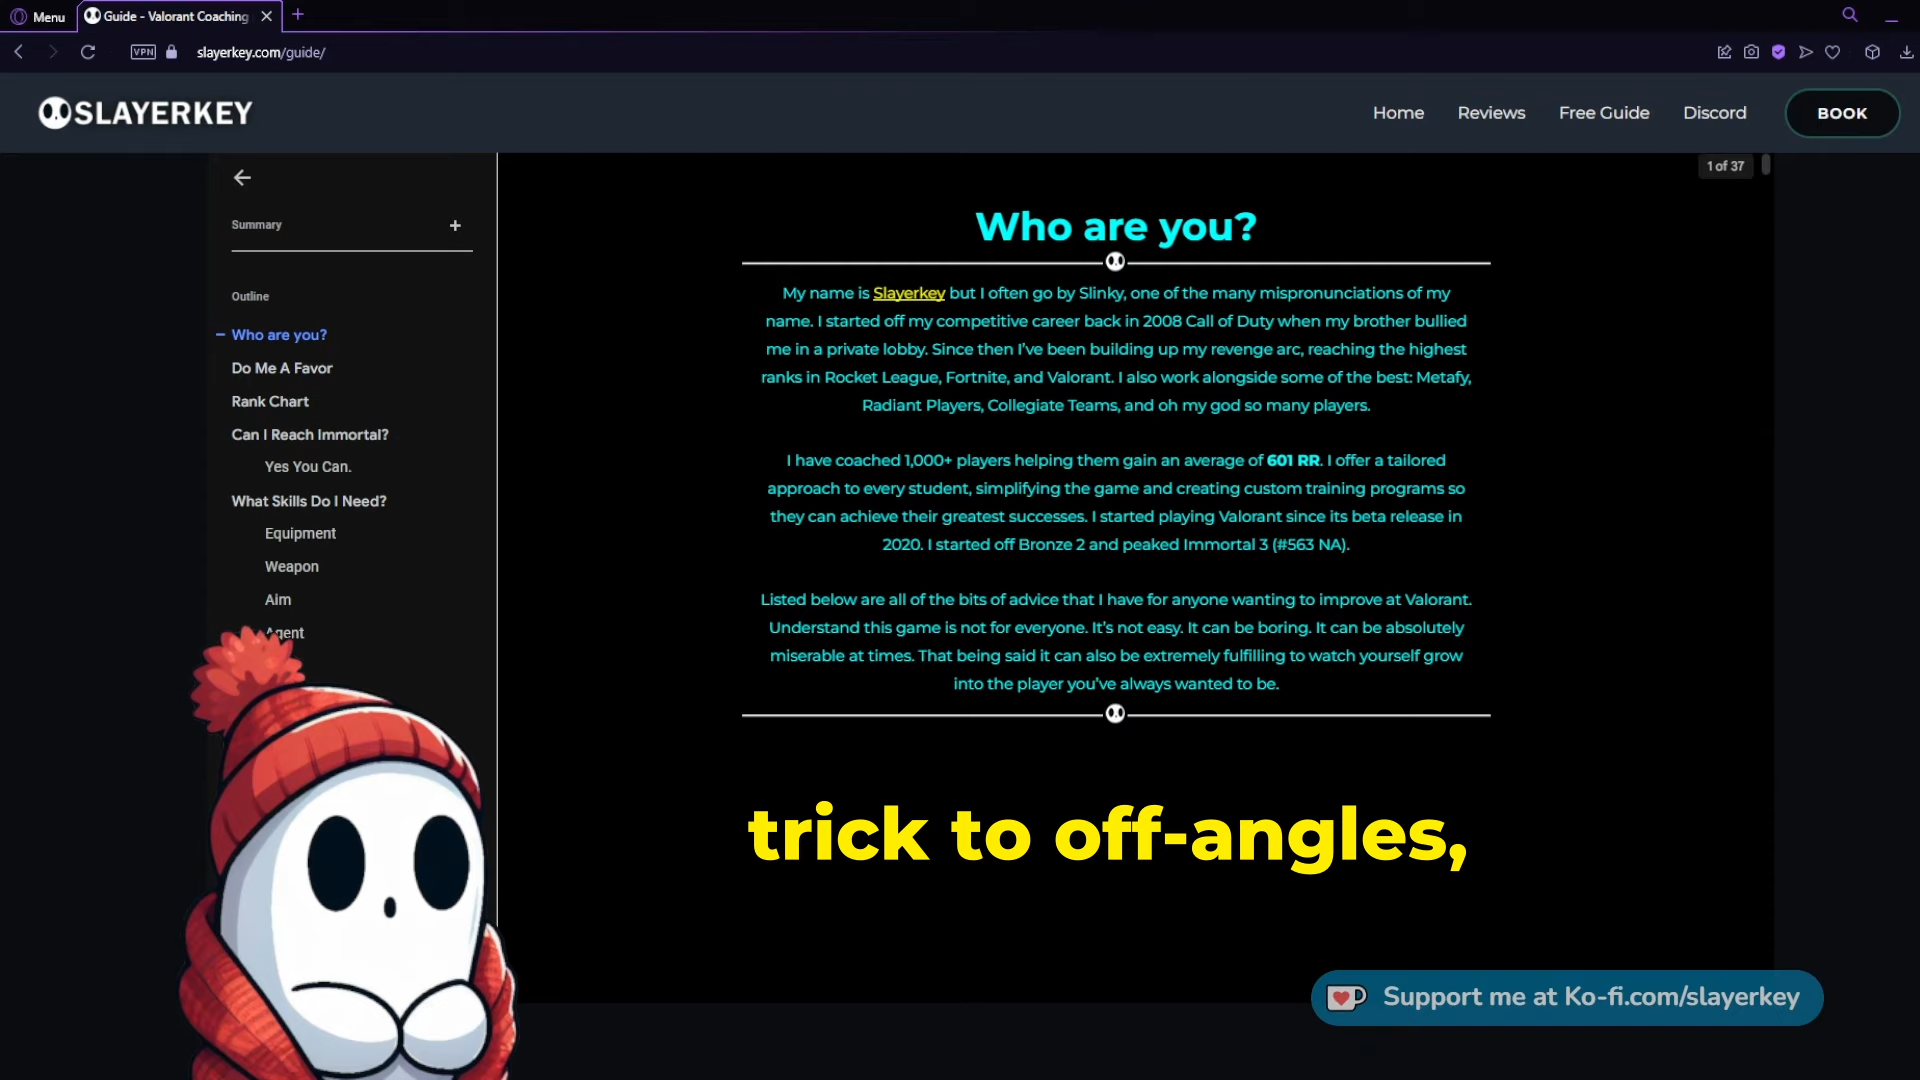 Menu
Guide - Valorant Coaching
VPN
slayerkey.com/guide/
SLAYERKEY
Home
Reviews
Free Guide
Discord
BOOK
1 of 37
Summary
Outline
Who are you?
Do Me A Favor
Rank Chart
Can I Reach Immortal?
Yes You Can.
What Skills Do I Need?
Equipment
Weapon
Aim
Agent
Who are you?
My name is Slayerkey but I often go by Slinky, one of the many mispronunciations of my
name. I started off my competitive career back in 2008 Call of Duty when my brother bullied
me in a private lobby. Since then I've been building up my revenge arc, reaching the highest
ranks in Rocket League, Fortnite, and Valorant. I also work alongside some of the best: Metafy,
Radiant Players, Collegiate Teams, and oh my god so many players.
I have coached 1,000+ players helping them gain an average of 601 RR. I offer a tailored
approach to every student, simplifying the game and creating custom training programs so
they can achieve their greatest successes. I started playing Valorant since its beta release in
2020. I started off Bronze 2 and peaked Immortal 3 (#563 NA).
Listed below are all of the bits of advice that I have for anyone wanting to improve at Valorant.
Understand this game is not for everyone. It's not easy. It can be boring. It can be absolutely
miserable at times. That being said it can also be extremely fulfilling to watch yourself grow
into the player you've always wanted to be.
trick to off-angles,
Support me at Ko-fi.com/slayerkey